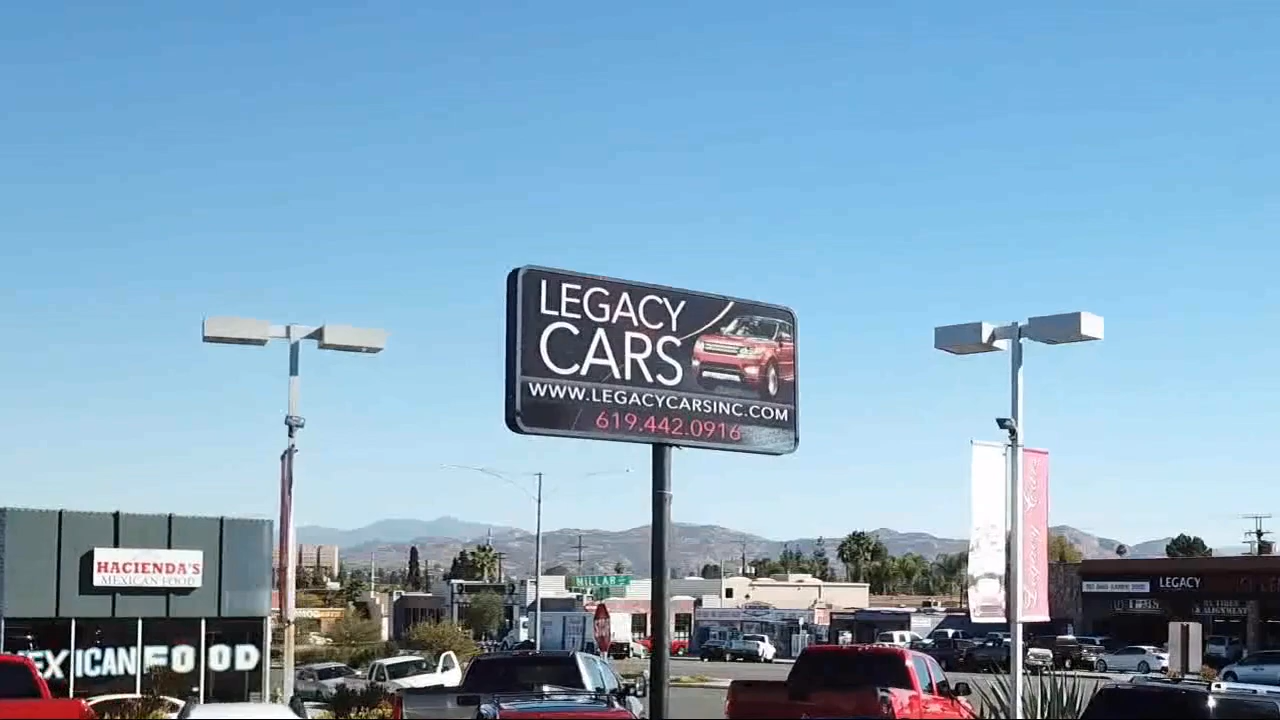 LEGACY
CARS
WWW.LEGACYCARSINC.COM
619.442.0916
HACIENDA'S
MEXICAN FOOD
MEXICAN FOOD
MILLAR
LEGACY